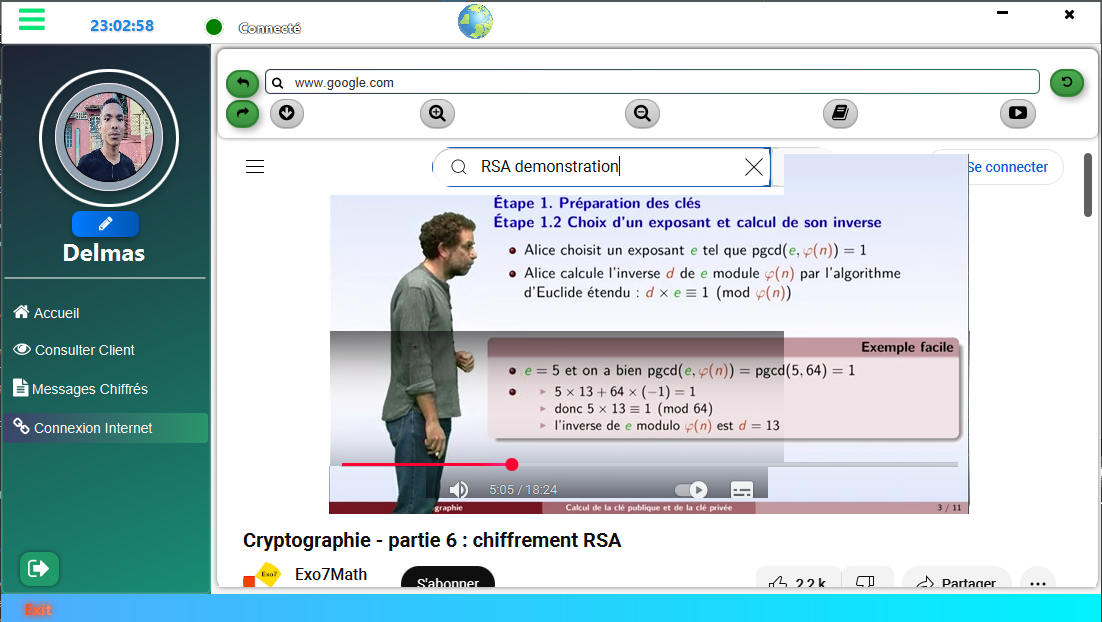 23:02:58
Connecté
www.google.com
RSA demonstration
Se connecter
Delmas
Accueil
Consulter Client
Messages Chiffrés
Connexion Internet
Exit
Étape 1. Préparation des clés
Étape 1.2 Choix d'un exposant et calcul de son inverse
Alice choisit un exposant e tel que pgcd(e, φ(n)) = 1
Alice calcule l'inverse d de e module φ(n) par l'algorithme
d'Euclide étendu : d × e ≡ 1 (mod φ(n))
Exemple facile
e = 5 et on a bien pgcd(e, φ(n)) = pgcd(5, 64) = 1
5 × 13 + 64 × (−1) = 1
donc 5 × 13 ≡ 1 (mod 64)
l'inverse de e modulo φ(n) est d = 13
5:05 / 18:24
graphie
Calcul de la clé publique et de la clé privée
3 / 11
Cryptographie - partie 6 : chiffrement RSA
Exo7
Exo7Math
S'abonner
2,2 k
Partager